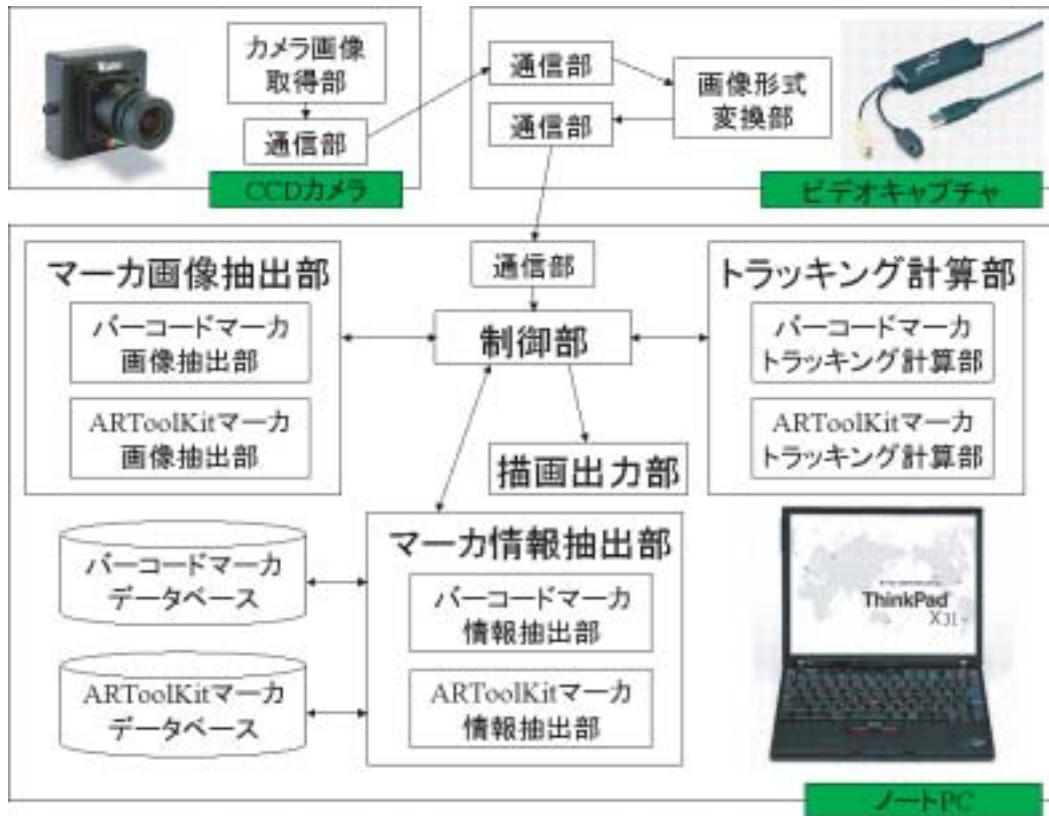 カメラ画像
取得部
通信部
CCDカメラ
通信部
画像形式
変換部
通信部
ビデオキャプチャ
通信部
制御部
描画出力部
マーカ画像抽出部
バーコードマーカ
画像抽出部
ARToolKitマーカ
画像抽出部
トラッキング計算部
バーコードマーカ
トラッキング計算部
ARToolKitマーカ
トラッキング計算部
バーコードマーカ
データベース
ARToolKitマーカ
データベース
マーカ情報抽出部
バーコードマーカ
情報抽出部
ARToolKitマーカ
情報抽出部
ThinkPad
X31
ノートPC